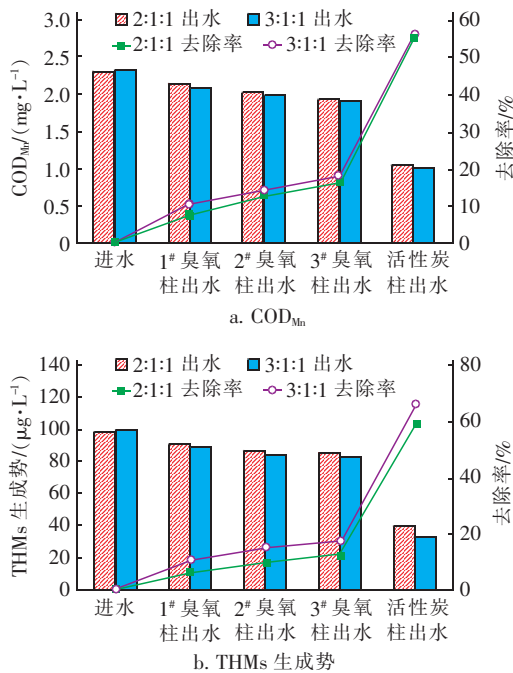 3.0
2.5
2.0
1.5
1.0
0.5
0
COD_Mn/(mg·L⁻¹)
2:1:1 出水 3:1:1 出水
2:1:1 去除率 3:1:1 去除率
60
50
40
30
20
10
0
去除率/%
进水 1# 臭氧 2# 臭氧 3# 臭氧 活性炭
柱出水 柱出水 柱出水 柱出水
a. COD_Mn
140
120
100
80
60
40
20
0
THMs 生成势/(μg·L⁻¹)
2:1:1 出水 3:1:1 出水
2:1:1 去除率 3:1:1 去除率
80
60
40
20
0
去除率/%
进水 1# 臭氧 2# 臭氧 3# 臭氧 活性炭
柱出水 柱出水 柱出水 柱出水
b. THMs 生成势